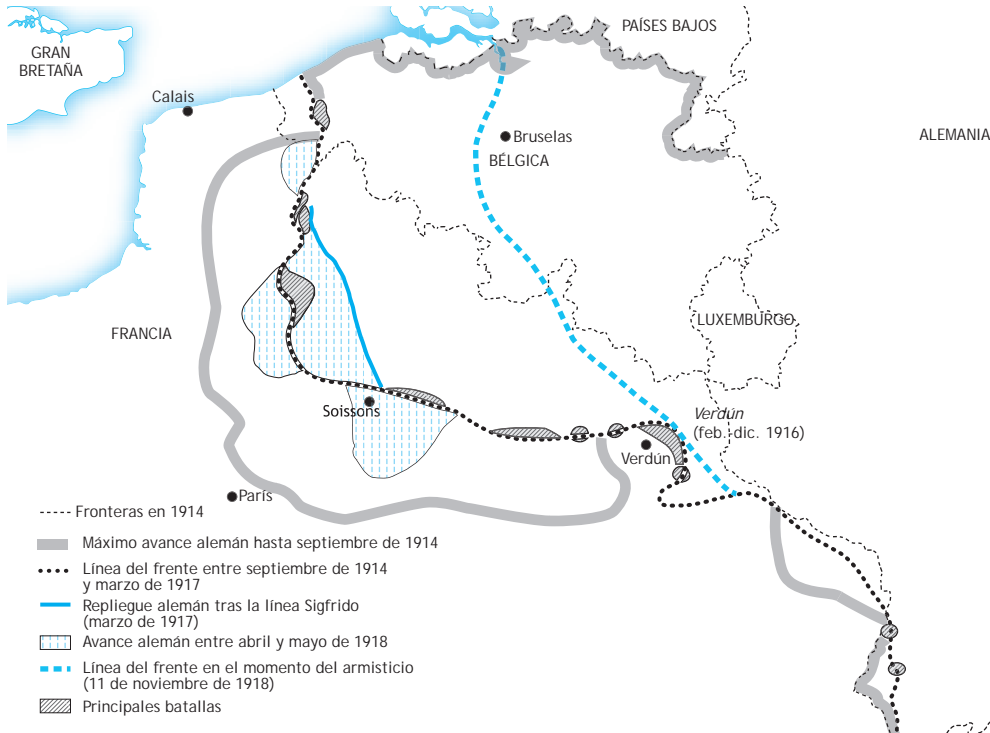 PAÍSES BAJOS
GRAN
BRETAÑA
Calais
Bruselas
BÉLGICA
ALEMANIA
FRANCIA
LUXEMBURGO
Soissons
Verdún
(feb.-dic. 1916)
Verdún
París
Fronteras en 1914
Máximo avance alemán hasta septiembre de 1914
Línea del frente entre septiembre de 1914
y marzo de 1917
Repliegue alemán tras la línea Sigfrido
(marzo de 1917)
Avance alemán entre abril y mayo de 1918
Línea del frente en el momento del armisticio
(11 de noviembre de 1918)
Principales batallas